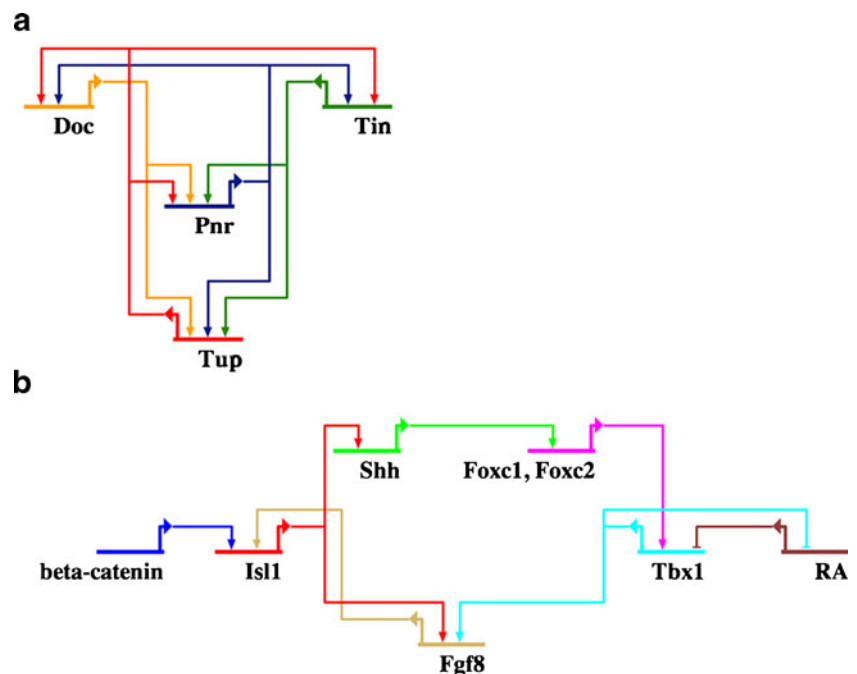 a
Doc
Tin
Pnr
Tup
b
Shh
Foxc1, Foxc2
beta-catenin
Isl1
Tbx1
RA
Fgf8